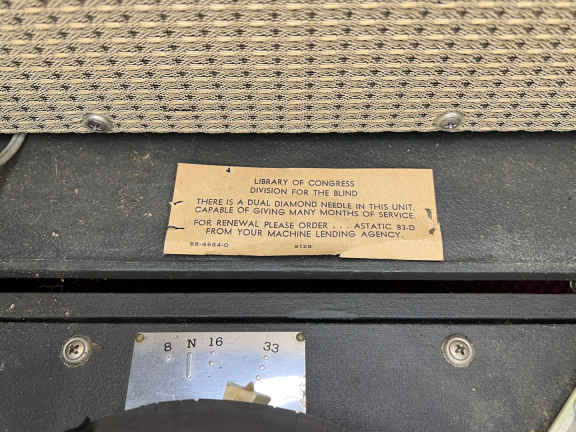 LIBRARY OF CONGRESS
DIVISION FOR THE BLIND
THERE IS A DUAL DIAMOND NEEDLE IN THIS UNIT.
CAPABLE OF GIVING MANY MONTHS OF SERVICE.
FOR RENEWAL PLEASE ORDER . . . ASTATIC 83-D
FROM YOUR MACHINE LENDING AGENCY.
8 N 16 33